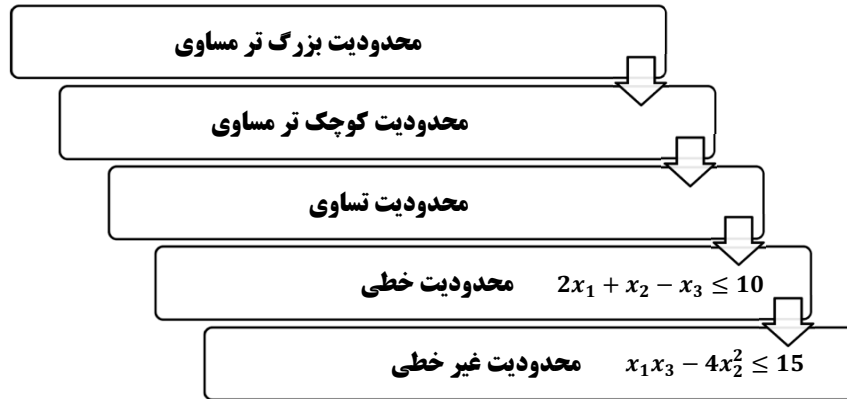 محدودیت بزرگ تر مساوی
محدودیت کوچک تر مساوی
محدودیت تساوی
محدودیت خطی 2x₁ + x₂ − x₃ ≤ 10
محدودیت غیر خطی x₁x₃ − 4x₂² ≤ 15